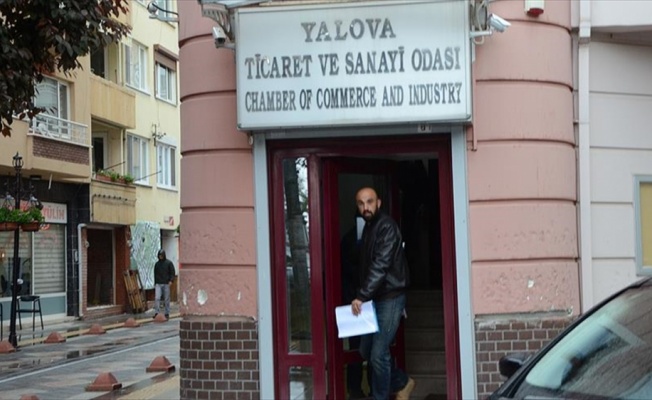 YALOVA
TİCARET VE SANAYİ ODASI
CHAMBER OF COMMERCE AND INDUSTRY